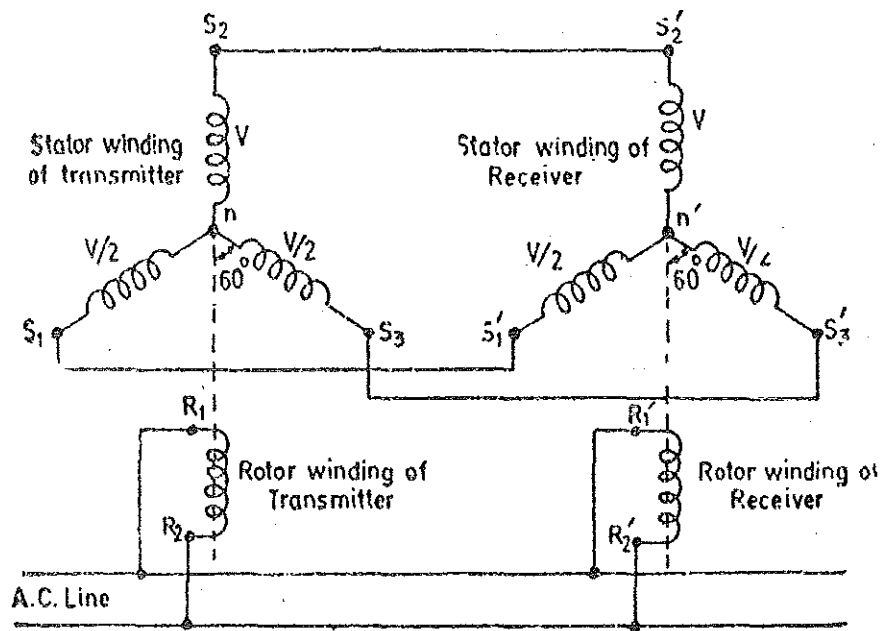 S2
S2′
V
V
Stator winding
of transmitter
Stator winding of
Receiver
n
n′
V/2
V/2
60°
V/2
60°
S1
S3
S1′
S3′
R1
R1′
Rotor winding of
Transmitter
Rotor winding
Receiver
R2
R2′
A.C. Line